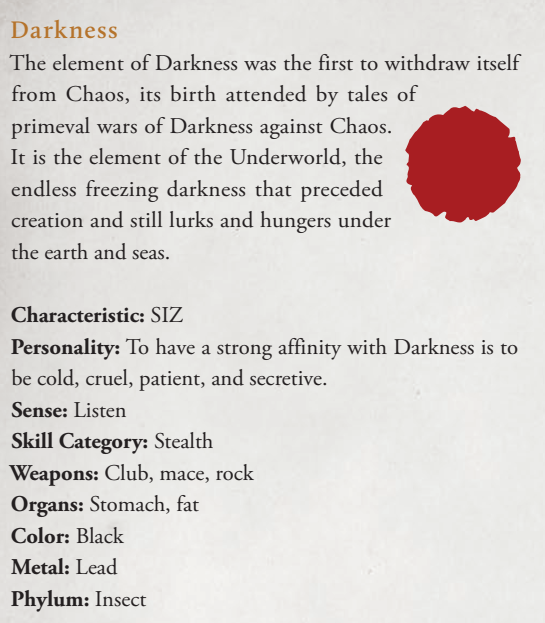 Darkness
The element of Darkness was the first to withdraw itself
from Chaos, its birth attended by tales of
primeval wars of Darkness against Chaos.
It is the element of the Underworld, the
endless freezing darkness that preceded
creation and still lurks and hungers under
the earth and seas.
Characteristic: SIZ
Personality: To have a strong affinity with Darkness is to
be cold, cruel, patient, and secretive.
Sense: Listen
Skill Category: Stealth
Weapons: Club, mace, rock
Organs: Stomach, fat
Color: Black
Metal: Lead
Phylum: Insect